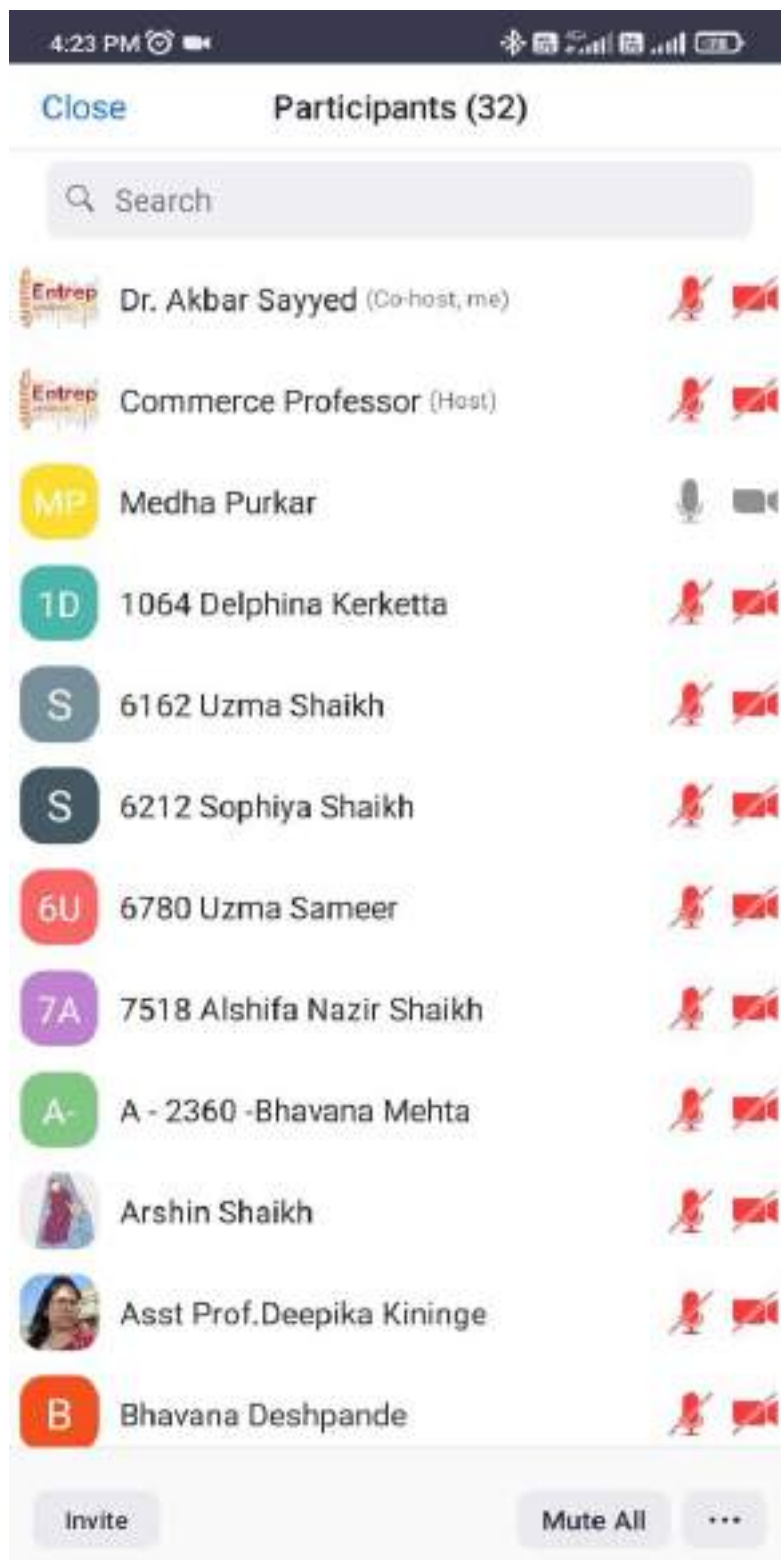 4:23 PM
Close Participants (32)
Search
Entrep Dr. Akbar Sayyed (Co-host, me)
Entrep Commerce Professor (Host)
MP Medha Purkar
1D 1064 Delphina Kerketta
S 6162 Uzma Shaikh
S 6212 Sophiya Shaikh
6U 6780 Uzma Sameer
7A 7518 Alshifa Nazir Shaikh
A- A - 2360 -Bhavana Mehta
Arshin Shaikh
Asst Prof.Deepika Kininge
B Bhavana Deshpande
Invite Mute All ...